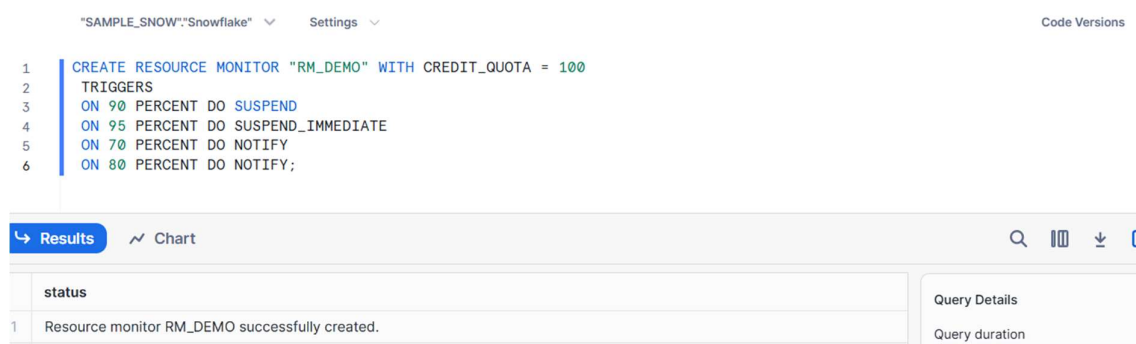 "SAMPLE_SNOW"."Snowflake" Settings Code Versions
1 CREATE RESOURCE MONITOR "RM_DEMO" WITH CREDIT_QUOTA = 100
2 TRIGGERS
3 ON 90 PERCENT DO SUSPEND
4 ON 95 PERCENT DO SUSPEND_IMMEDIATE
5 ON 70 PERCENT DO NOTIFY
6 ON 80 PERCENT DO NOTIFY;
Results Chart
status
1 Resource monitor RM_DEMO successfully created.
Query Details
Query duration